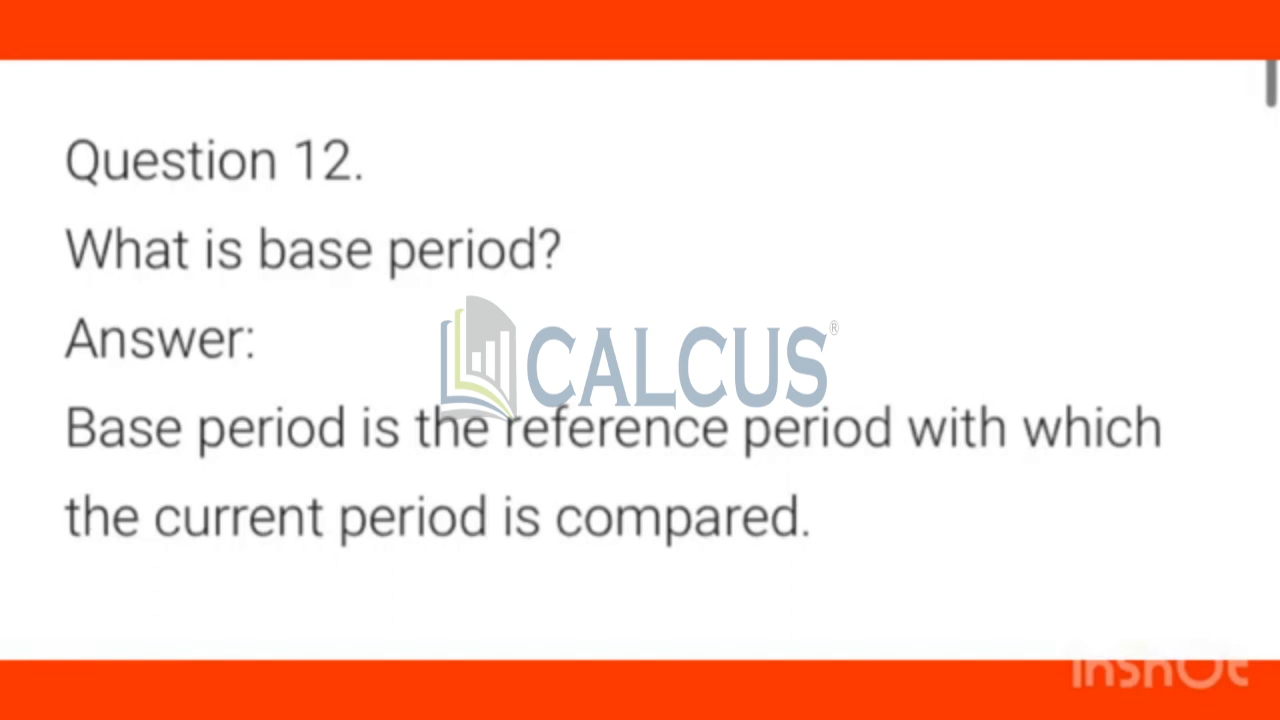 Question 12.
What is base period?
Answer:
CALCUS®
Base period is the reference period with which
the current period is compared.
InShOt